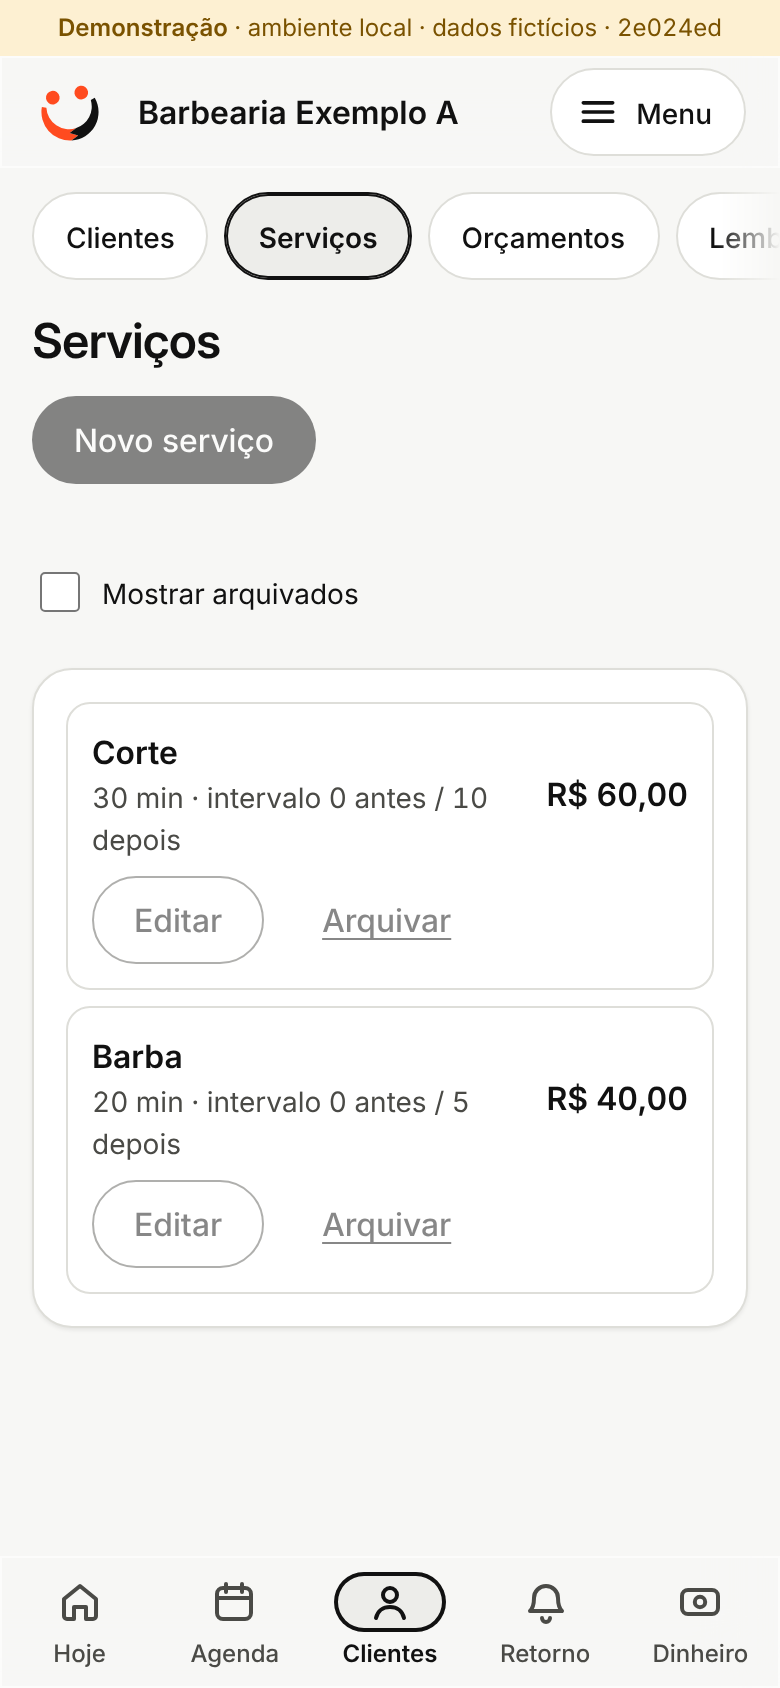 Demonstração · ambiente local · dados fictícios · 2e024ed
Barbearia Exemplo A
Menu
Clientes
Serviços
Orçamentos
Lemb
Serviços
Novo serviço
Mostrar arquivados
Corte
30 min · intervalo 0 antes / 10
depois
R$ 60,00
Editar
Arquivar
Barba
20 min · intervalo 0 antes / 5
depois
R$ 40,00
Editar
Arquivar
Hoje
Agenda
Clientes
Retorno
Dinheiro